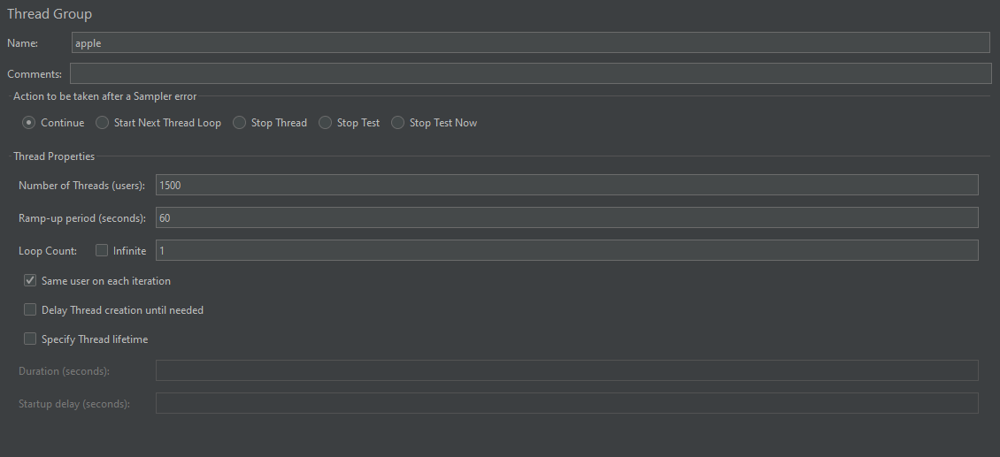 Thread Group
Name: apple
Comments:
Action to be taken after a Sampler error
Continue Start Next Thread Loop Stop Thread Stop Test Stop Test Now
Thread Properties
Number of Threads (users): 1500
Ramp-up period (seconds): 60
Loop Count: Infinite 1
Same user on each iteration
Delay Thread creation until needed
Specify Thread lifetime
Duration (seconds):
Startup delay (seconds):